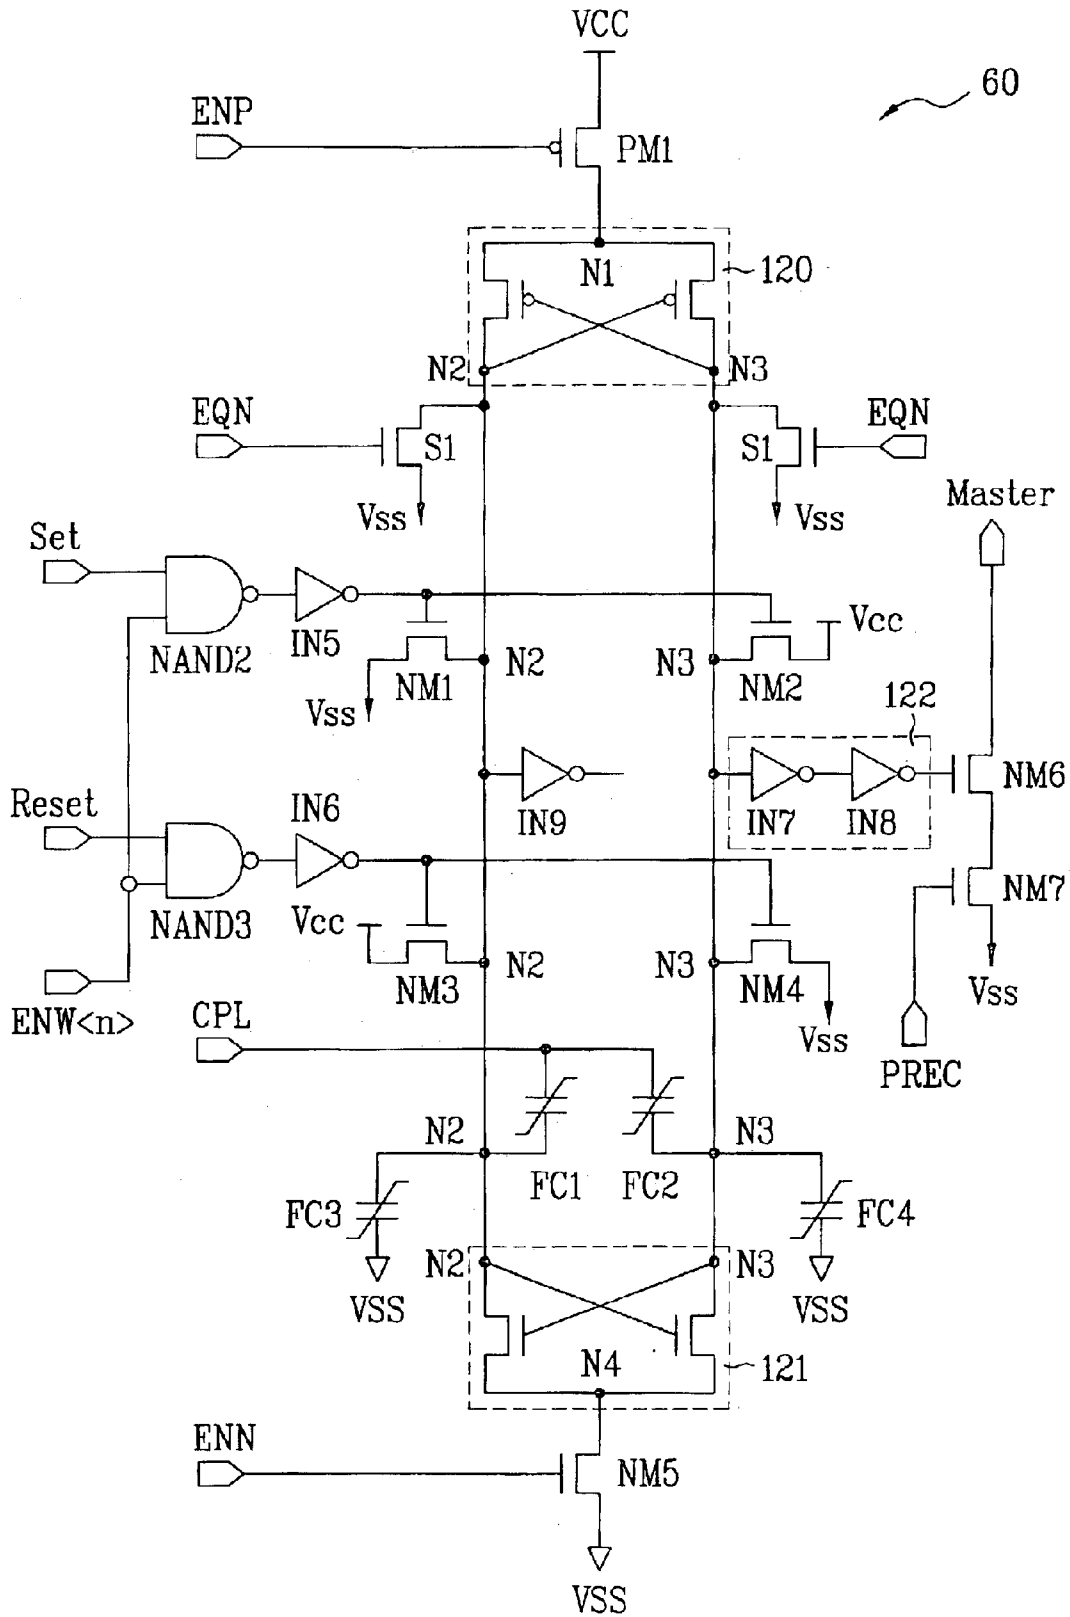 VCC
60
ENP
PM1
N1
120
N2
N3
EQN
S1
S1
EQN
Vss
Vss
Master
Set
NAND2
IN5
NM1
N2
N3
NM2
Vcc
Vss
122
Reset
IN6
IN9
IN7
IN8
NM6
NAND3
Vcc
NM3
N2
N3
NM4
NM7
ENW<n>
Vss
Vss
CPL
PREC
N2
N3
FC1
FC2
FC3
FC4
N2
N3
VSS
VSS
N4
121
ENN
NM5
VSS